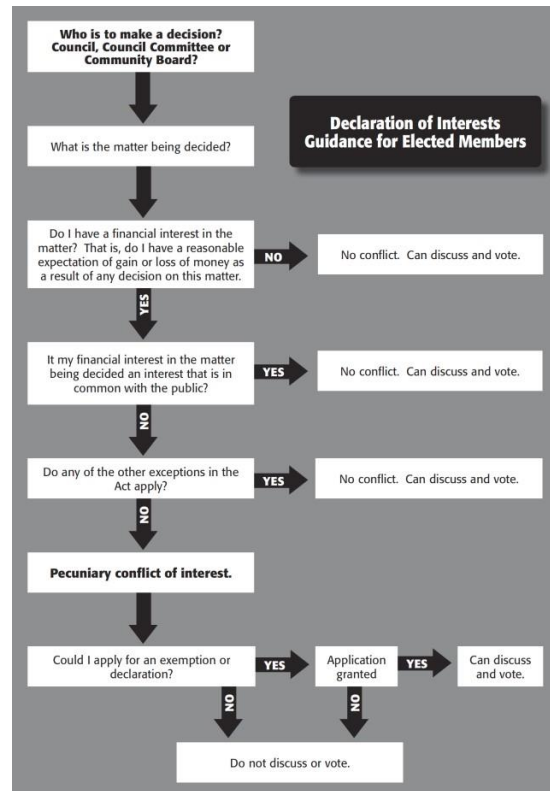 Who is to make a decision?
Council, Council Committee or
Community Board?
Declaration of Interests
Guidance for Elected Members
What is the matter being decided?
Do I have a financial interest in the
matter? That is, do I have a reasonable
expectation of gain or loss of money as
a result of any decision on this matter.
NO
No conflict. Can discuss and vote.
YES
It my financial interest in the matter
being decided an interest that is in
common with the public?
YES
No conflict. Can discuss and vote.
NO
Do any of the other exceptions in the
Act apply?
YES
No conflict. Can discuss and vote.
NO
Pecuniary conflict of interest.
Could I apply for an exemption or
declaration?
YES
Application
granted
YES
Can discuss
and vote.
NO
NO
Do not discuss or vote.